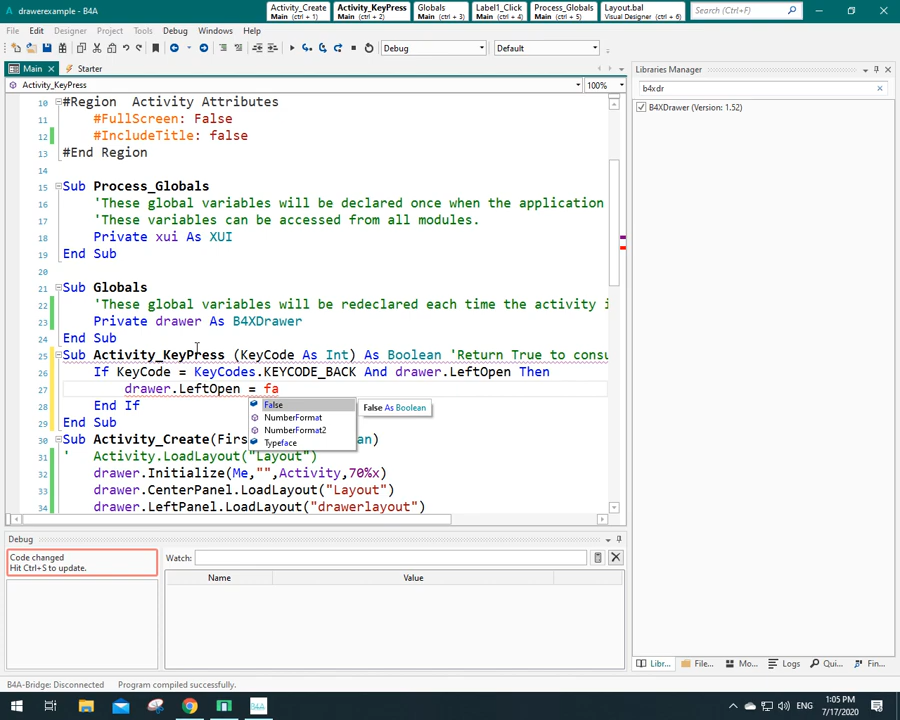 drawerexample - B4A
Activity_Create
Main (ctrl + 1)
Activity_KeyPress
Main (ctrl + 2)
Globals
Main (ctrl + 3)
Label1_Click
Main (ctrl + 4)
Process_Globals
Main (ctrl + 5)
Layout.bal
Visual Designer (ctrl + 6)
File Edit Designer Project Tools Debug Windows Help
Search (Ctrl + F)
Debug
Default
Main
Starter
Activity_KeyPress
100%
10 #Region Activity Attributes
11 #FullScreen: False
12 #IncludeTitle: false
13 #End Region
14
15 Sub Process_Globals
16 'These global variables will be declared once when the application
17 'These variables can be accessed from all modules.
18 Private xui As XUI
19 End Sub
20
21 Sub Globals
22 'These global variables will be redeclared each time the activity i
23 Private drawer As B4XDrawer
24 End Sub
25 Sub Activity_KeyPress (KeyCode As Int) As Boolean 'Return True to consu
26 If KeyCode = KeyCodes.KEYCODE_BACK And drawer.LeftOpen Then
27 drawer.LeftOpen = fa
28 End If
29 End Sub
30 Sub Activity_Create(Firs
31 ' Activity.LoadLayout("Layout")
32 drawer.Initialize(Me,"",Activity,70%x)
33 drawer.CenterPanel.LoadLayout("Layout")
34 drawer.LeftPanel.LoadLayout("drawerlayout")
False
NumberFormat
NumberFormat2
Typeface
False As Boolean
Libraries Manager
b4xdr
B4XDrawer (Version: 1.52)
Debug
Code changed
Hit Ctrl+S to update.
Watch:
Name
Value
Libr...
File...
Mo...
Logs
Qui...
Fin...
B4A-Bridge: Disconnected Program compiled successfully.
B4A
ENG
1:05 PM
7/17/2020